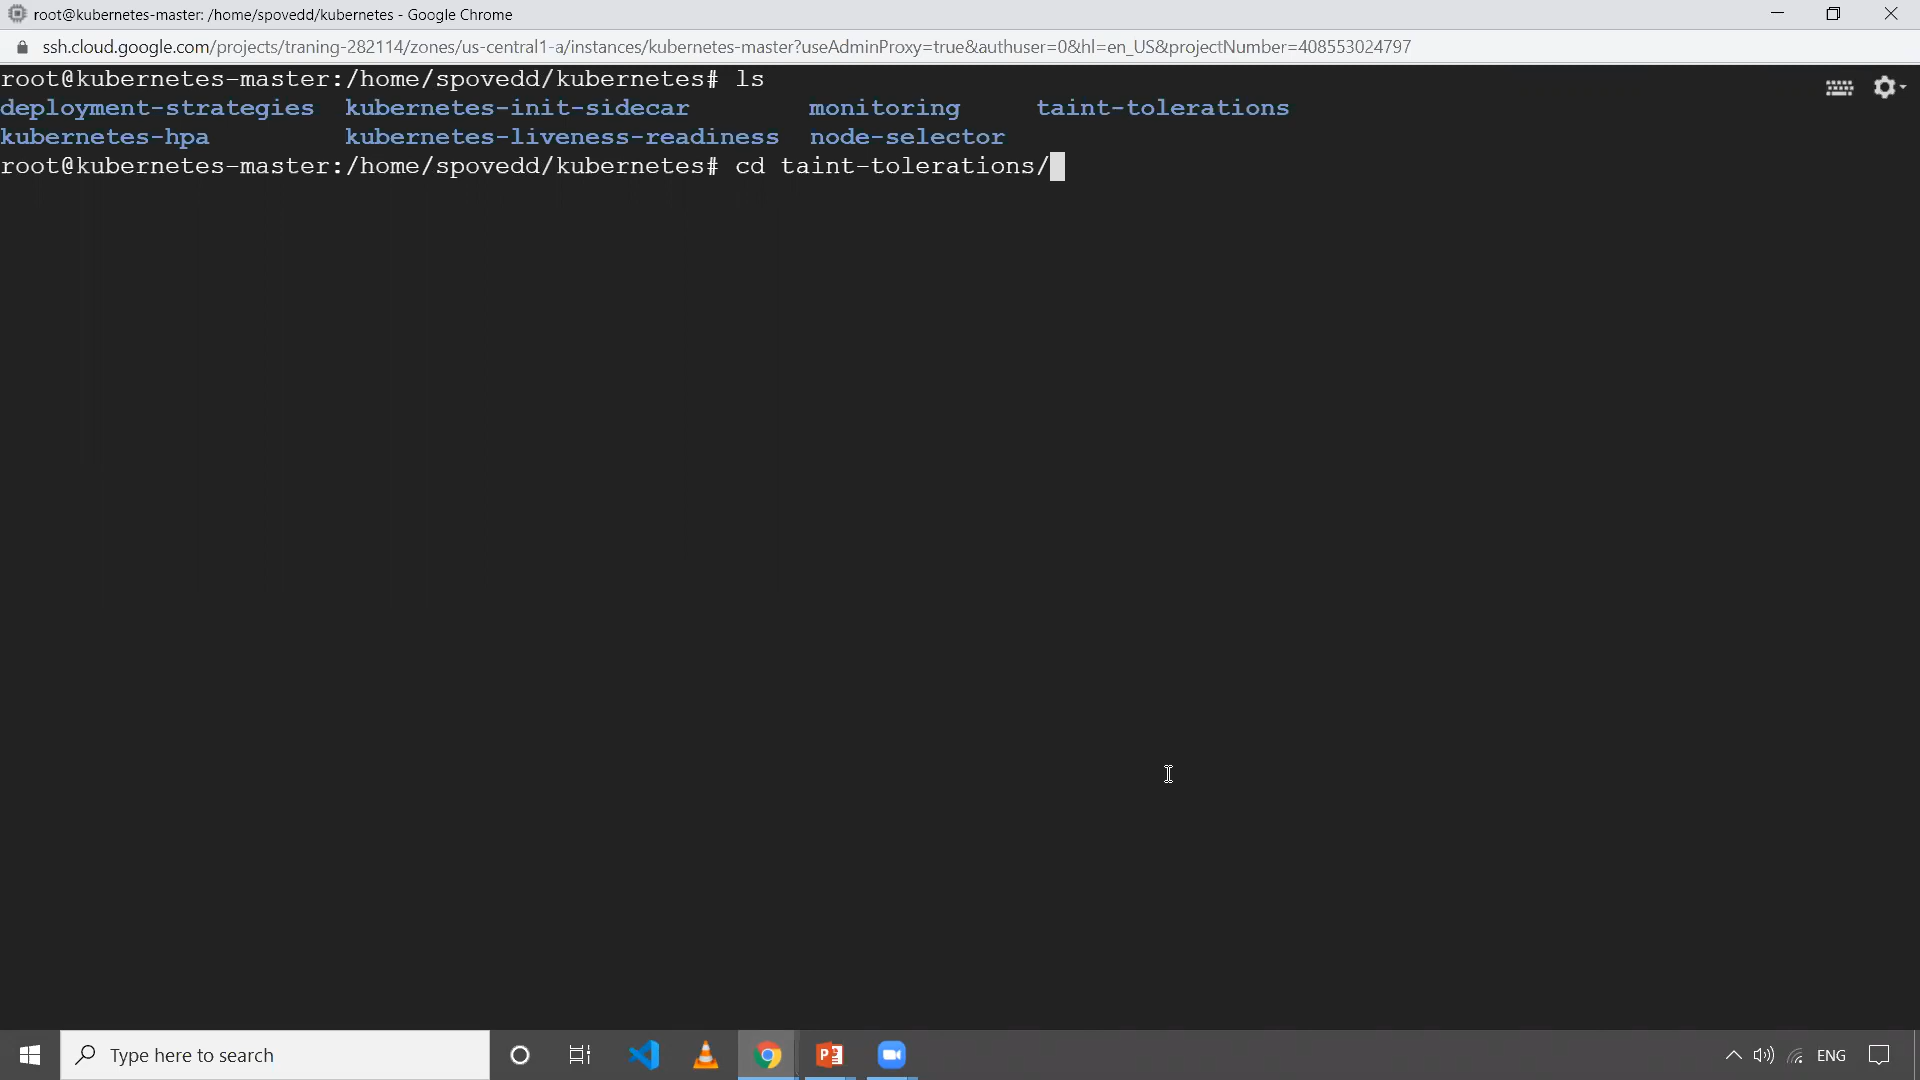 root@kubernetes-master: /home/spovedd/kubernetes - Google Chrome
ssh.cloud.google.com/projects/traning-282114/zones/us-central1-a/instances/kubernetes-master?useAdminProxy=true&authuser=0&hl=en_US&projectNumber=408553024797
root@kubernetes-master:/home/spovedd/kubernetes# ls
deployment-strategies kubernetes-init-sidecar monitoring taint-tolerations
kubernetes-hpa kubernetes-liveness-readiness node-selector
root@kubernetes-master:/home/spovedd/kubernetes# cd taint-tolerations/
Type here to search
ENG